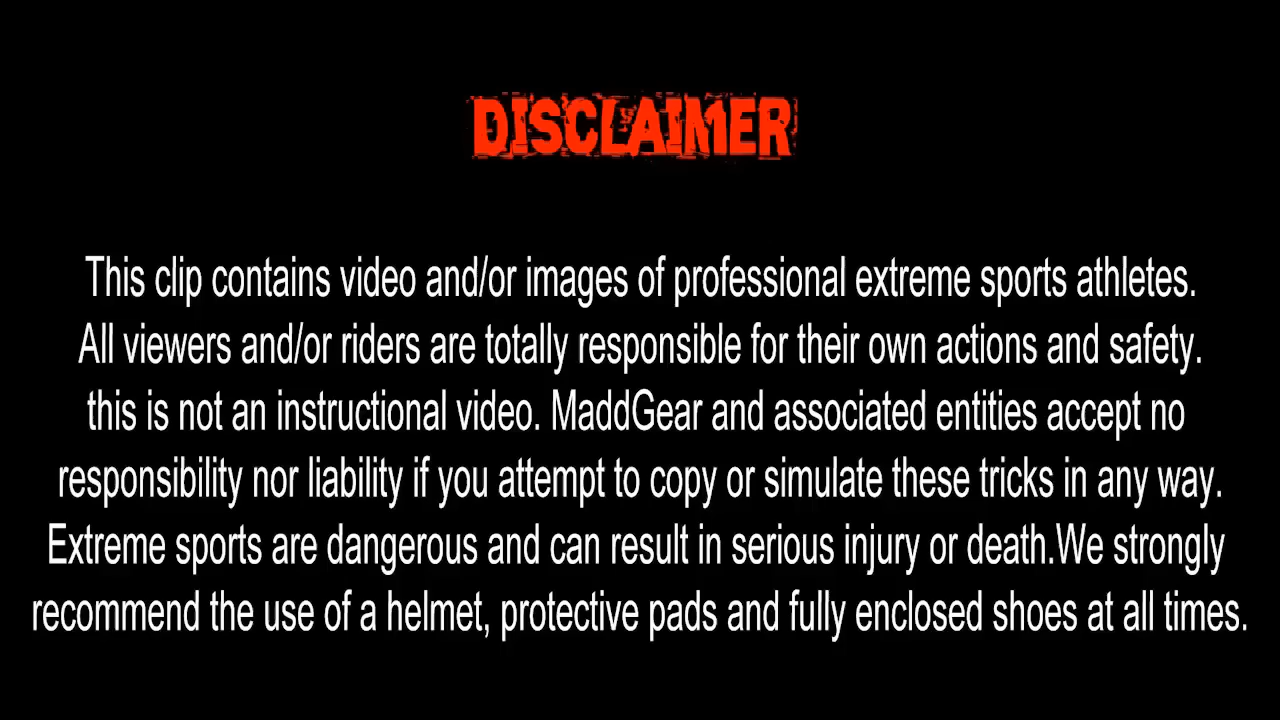 DISCLAIMER
This clip contains video and/or images of professional extreme sports athletes.
All viewers and/or riders are totally responsible for their own actions and safety.
this is not an instructional video. MaddGear and associated entities accept no
responsibility nor liability if you attempt to copy or simulate these tricks in any way.
Extreme sports are dangerous and can result in serious injury or death.We strongly
recommend the use of a helmet, protective pads and fully enclosed shoes at all times.